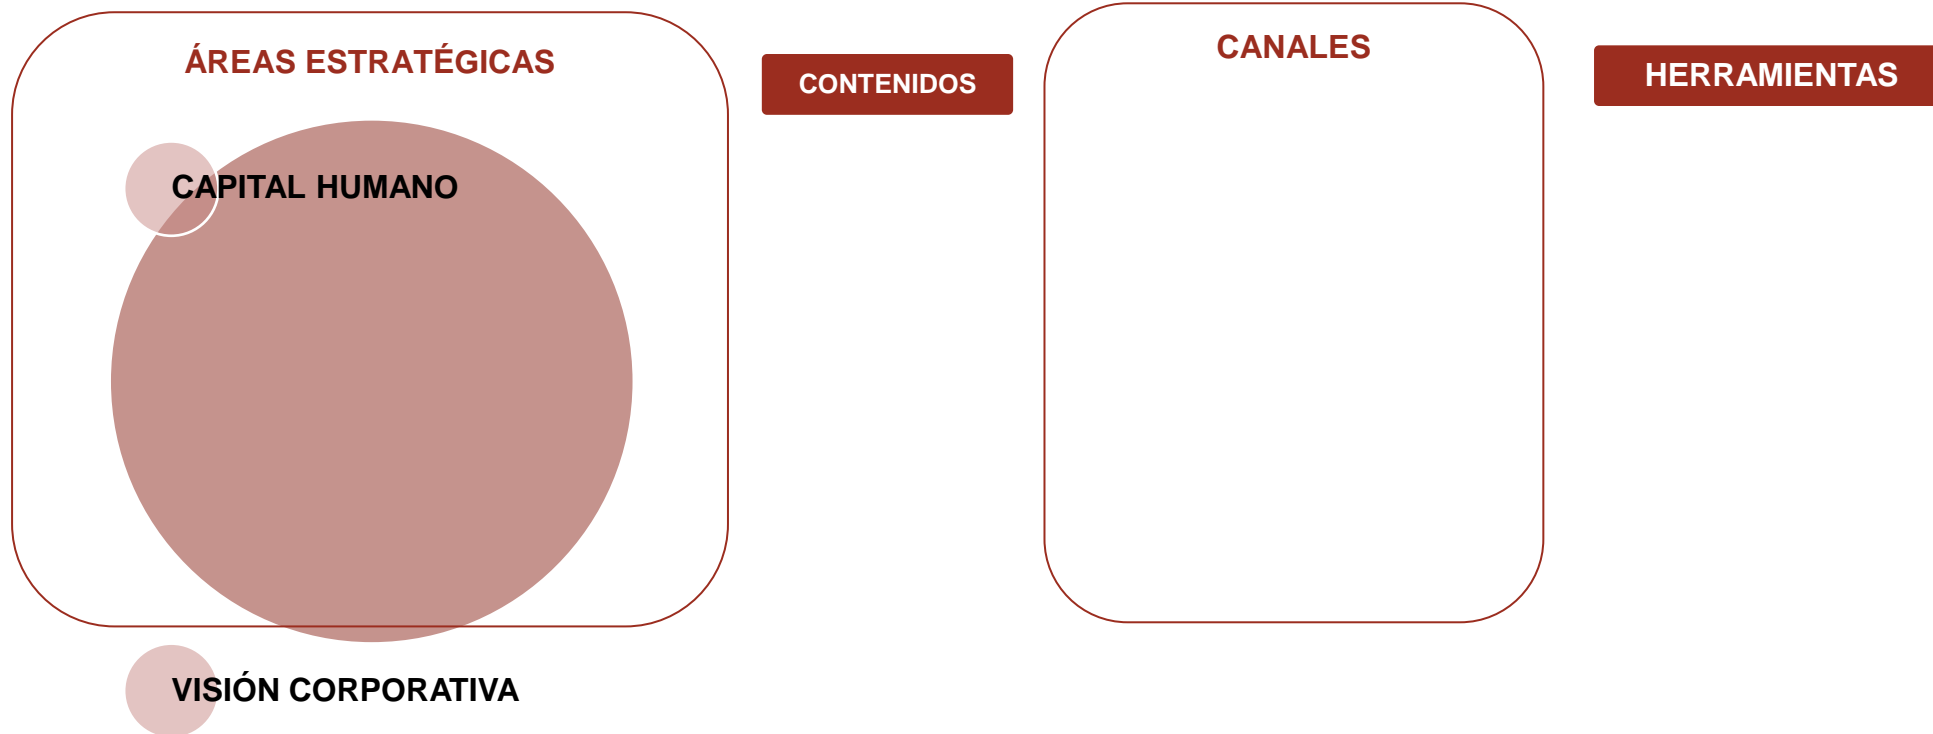 ÁREAS ESTRATÉGICAS
CAPITAL HUMANO
VISIÓN CORPORATIVA
CONTENIDOS
CANALES
HERRAMIENTAS